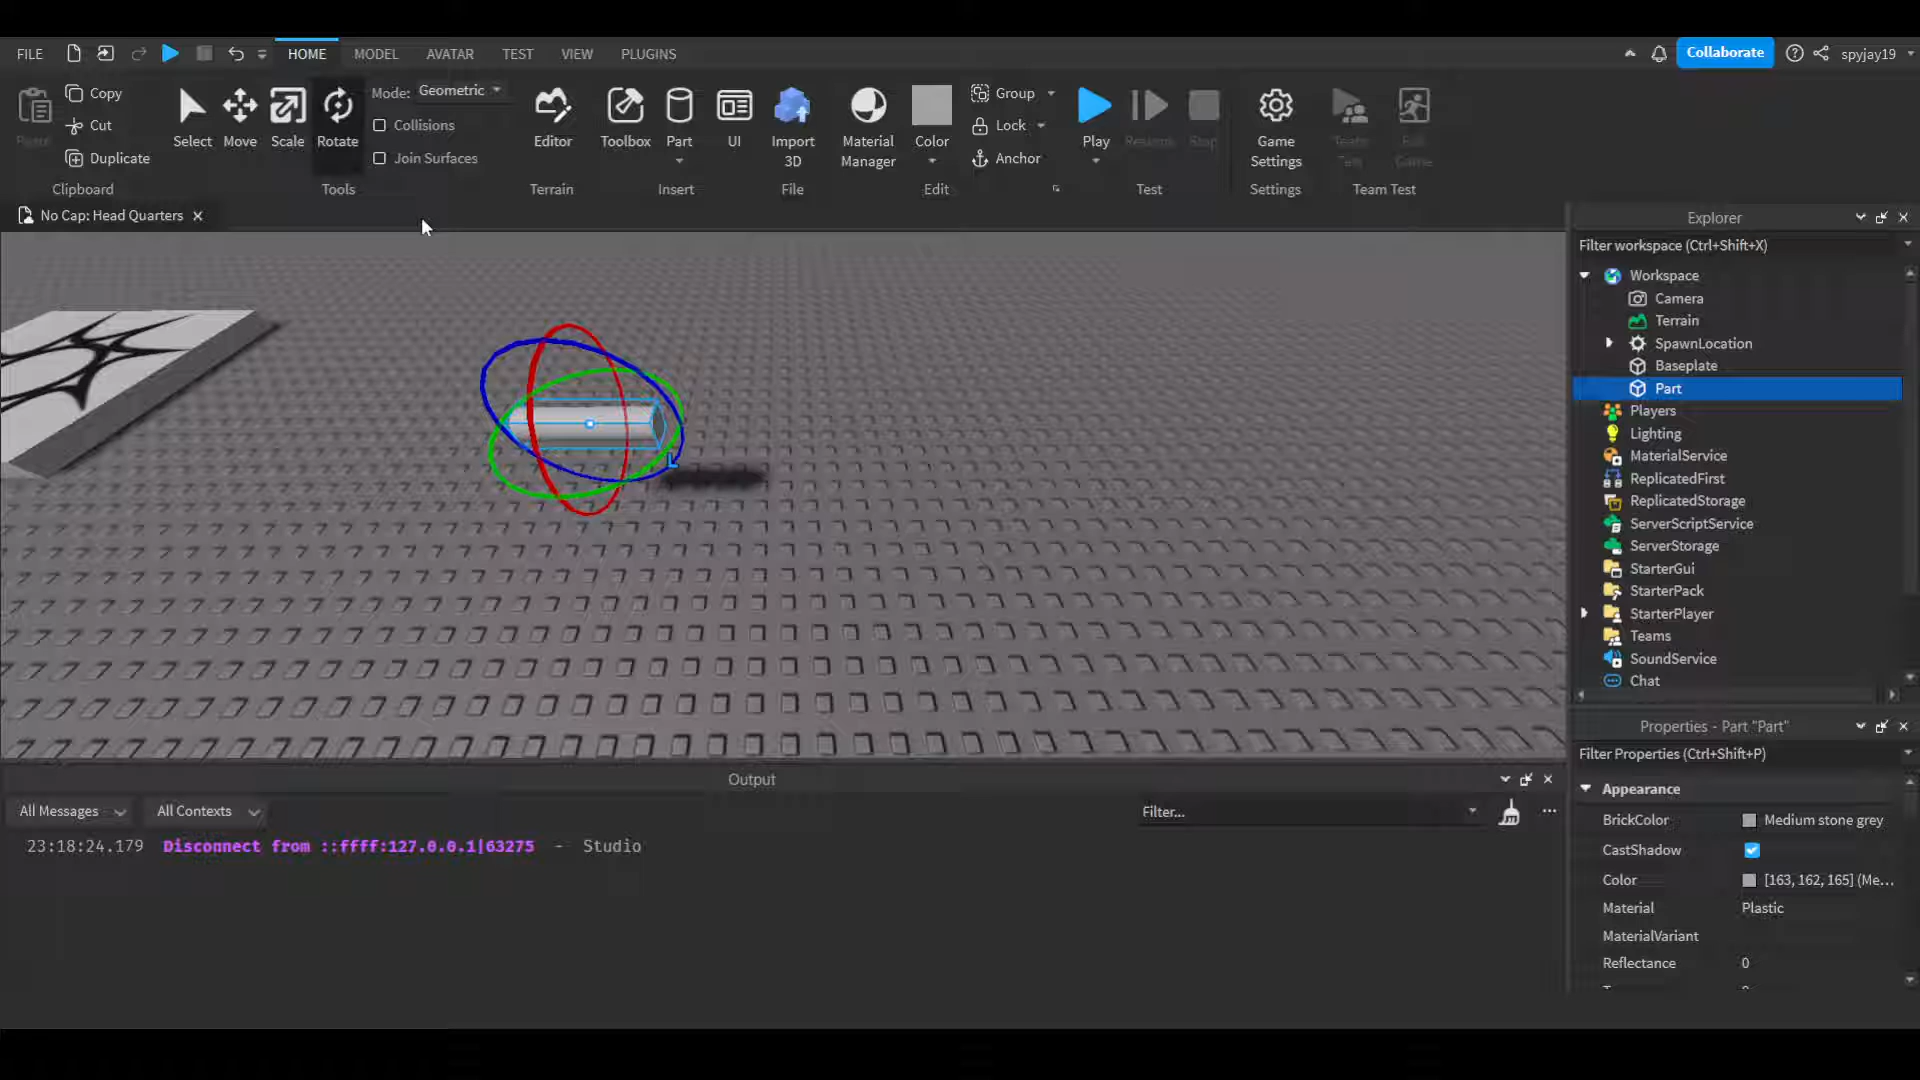 FILE HOME MODEL AVATAR TEST VIEW PLUGINS Collaborate spyjay19
Copy
Cut
Duplicate
Clipboard
Select Move Scale Rotate
Mode: Geometric
Collisions
Join Surfaces
Tools
Editor
Terrain
Toolbox Part UI
Insert
Import
3D
File
Material
Manager
Color
Group
Lock
Anchor
Edit
Play
Stop
Test
Game
Settings
Settings
Team
Test
Game
Team Test
No Cap: Head Quarters
Explorer
Filter workspace (Ctrl+Shift+X)
Workspace
Camera
Terrain
SpawnLocation
Baseplate
Part
Players
Lighting
MaterialService
ReplicatedFirst
ReplicatedStorage
ServerScriptService
ServerStorage
StarterGui
StarterPack
StarterPlayer
Teams
SoundService
Chat
Properties - Part "Part"
Filter Properties (Ctrl+Shift+P)
Appearance
BrickColor Medium stone grey
CastShadow
Color [163, 162, 165] (Me...
Material Plastic
MaterialVariant
Reflectance 0
Output
All Messages All Contexts Filter...
23:18:24.179 Disconnect from ::ffff:127.0.0.1|63275 - Studio